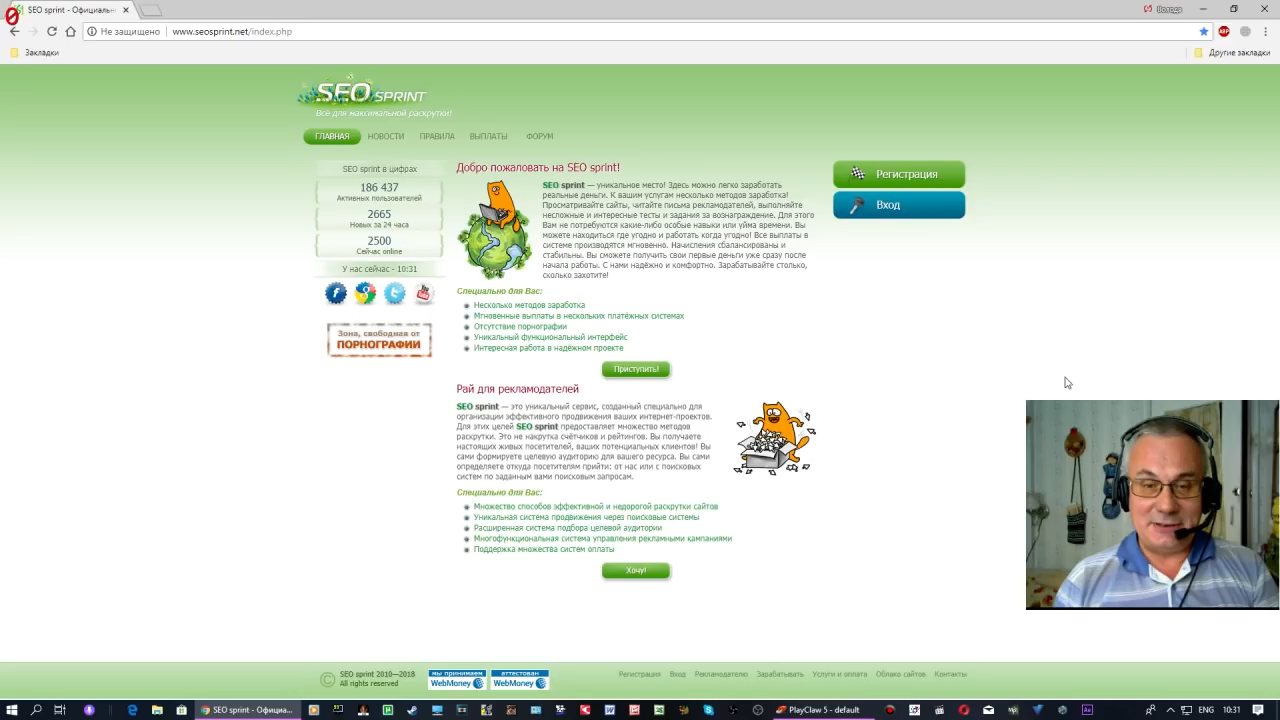 SEO sprint - Официальн
Володя
Не защищено
www.seosprint.net/index.php
ABP
Закладки
Другие закладки
SEO SPRINT
Всё для максимальной раскрутки!
ГЛАВНАЯ НОВОСТИ ПРАВИЛА ВЫПЛАТЫ ФОРУМ
SEO sprint в цифрах
186 437
Активных пользователей
2665
Новых за 24 часа
2500
Сейчас online
У нас сейчас - 10:31
Зона, свободная от
ПОРНОГРАФИИ
Добро пожаловать на SEO sprint!
SEO sprint — уникальное место! Здесь можно легко заработать
реальные деньги. К вашим услугам несколько методов заработка!
Просматривайте сайты, читайте письма рекламодателей, выполняйте
несложные и интересные тесты и задания за вознаграждение. Для этого
Вам не потребуются какие-либо особые навыки или уйма времени. Вы
можете находиться где угодно и работать когда угодно! Все выплаты в
системе производятся мгновенно. Начисления сбалансированы и
стабильны. Вы сможете получить свои первые деньги уже сразу после
начала работы. С нами надёжно и комфортно. Зарабатывайте столько,
сколько захотите!
Специально для Вас:
Несколько методов заработка
Мгновенные выплаты в нескольких платёжных системах
Отсутствие порнографии
Уникальный функциональный интерфейс
Интересная работа в надёжном проекте
Приступить!
Рай для рекламодателей
SEO sprint — это уникальный сервис, созданный специально для
организации эффективного продвижения ваших интернет-проектов.
Для этих целей SEO sprint предоставляет множество методов
раскрутки. Это не накрутка счётчиков и рейтингов. Вы получаете
настоящих живых посетителей, ваших потенциальных клиентов! Вы
сами формируете целевую аудиторию для вашего ресурса. Вы сами
определяете откуда посетителям прийти: от нас или с поисковых
систем по заданным вами поисковым запросам.
Специально для Вас:
Множество способов эффективной и недорогой раскрутки сайтов
Уникальная система продвижения через поисковые системы
Расширенная система подбора целевой аудитории
Многофункциональная система управления рекламными кампаниями
Поддержка множества систем оплаты
Хочу!
Регистрация
Вход
SEO sprint 2010—2018
All rights reserved
мы принимаем
WebMoney
аттестован
WebMoney
Регистрация Вход Рекламодателю Зарабатывать Услуги и оплата Облако сайтов Контакты
SEO sprint - Официа...
PlayClaw 5 - default
ENG
10:31